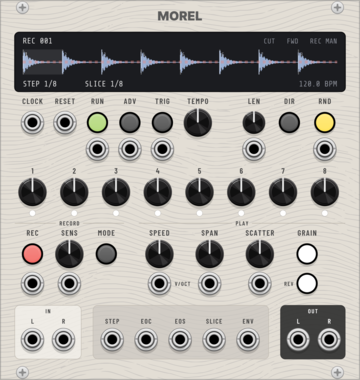 MOREL
REC 001 CUT FWD REC MAN
STEP 1/8 SLICE 1/8 120.0 BPM
CLOCK RESET RUN ADV TRIG TEMPO LEN DIR RND
1 2 3 4 5 6 7 8
RECORD PLAY
REC SENS MODE SPEED SPAN SCATTER GRAIN
V/OCT REV
IN OUT
L R STEP EOC EOS SLICE ENV L R